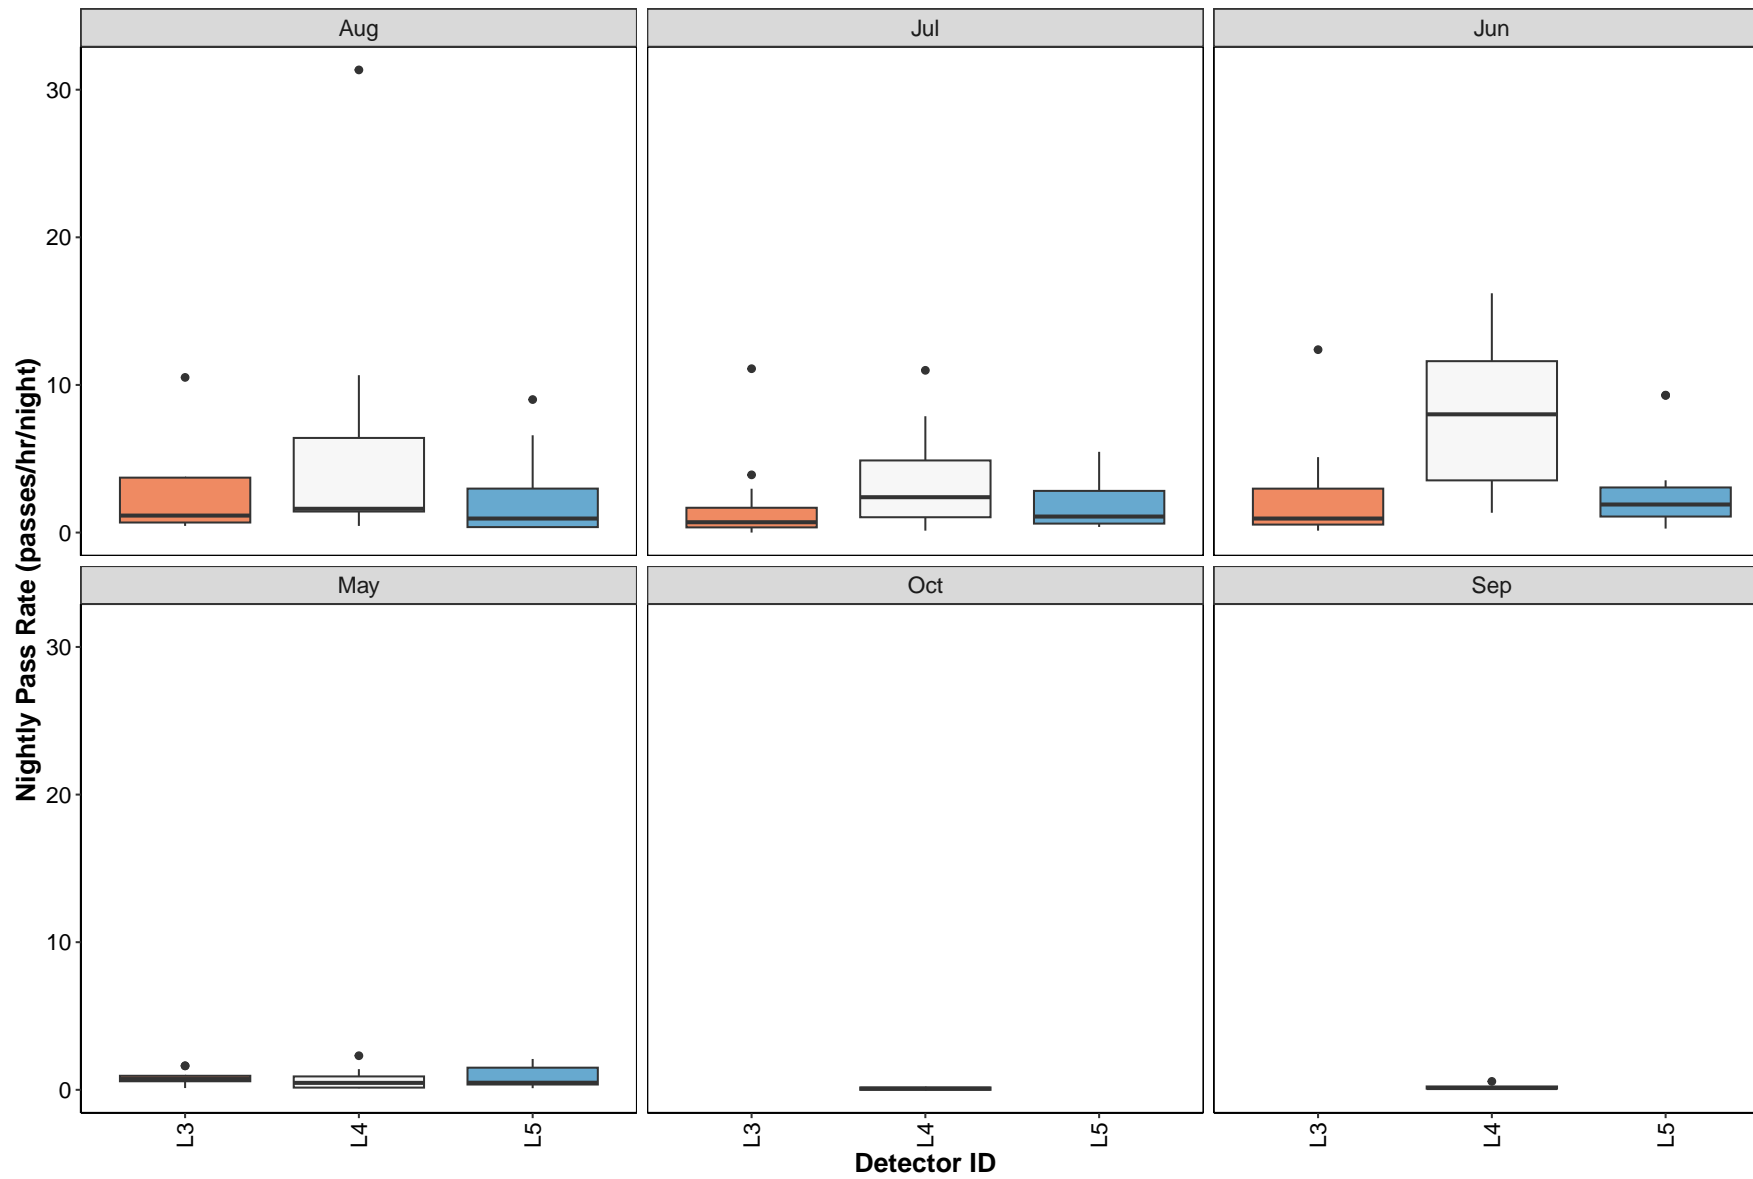 Aug
Jul
Jun
30
20
10
0
May
Oct
Sep
30
20
10
0
L3
L4
L5
L3
L4
L5
L3
L4
L5
Detector ID
Nightly Pass Rate (passes/hr/night)